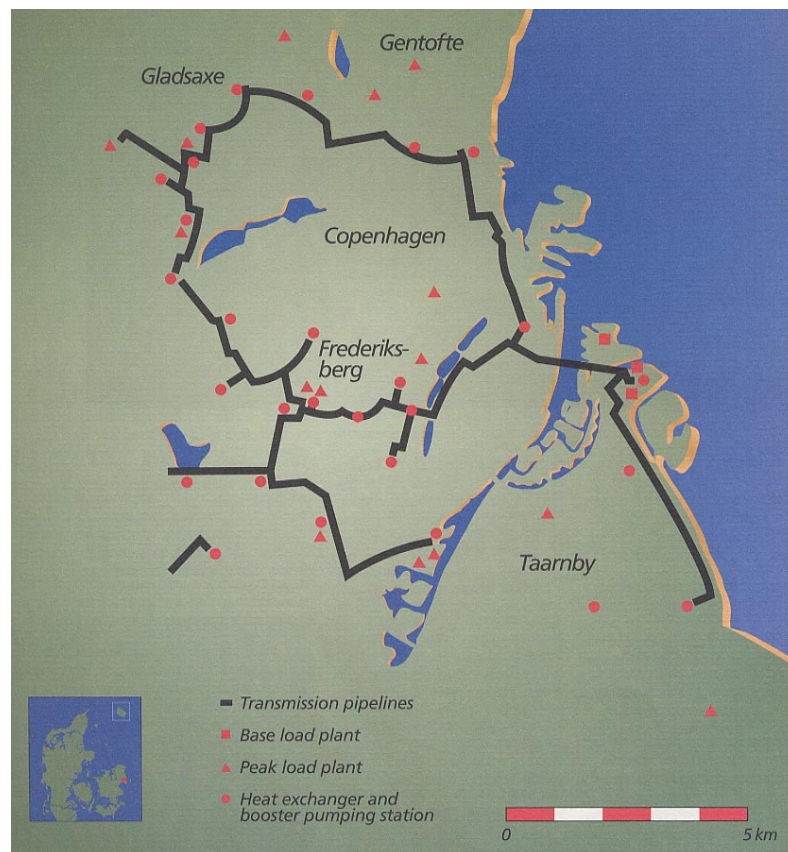 Gentofte
Gladsaxe
Copenhagen
Frederiks-
berg
Taarnby
Transmission pipelines
Base load plant
Peak load plant
Heat exchanger and
booster pumping station
0
5 km